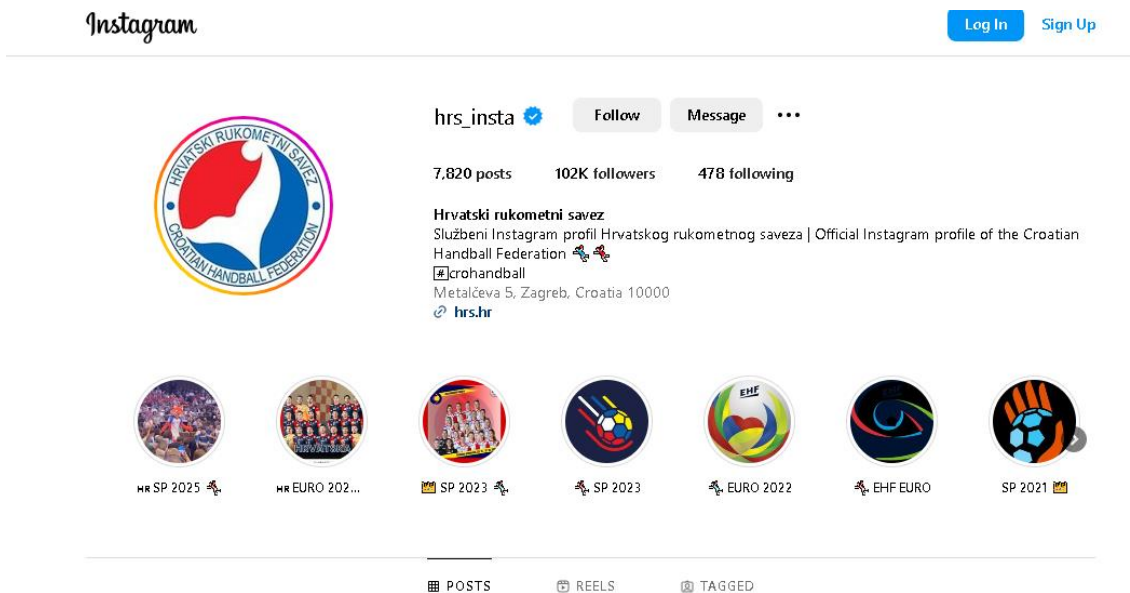 Instagram
Log In
Sign Up
HRVATSKI RUKOMETNI SAVEZ
CROATIAN HANDBALL FEDERATION
hrs_insta
Follow
Message
7,820 posts
102K followers
478 following
Hrvatski rukometni savez
Službeni Instagram profil Hrvatskog rukometnog saveza | Official Instagram profile of the Croatian
Handball Federation
#crohandball
Metalčeva 5, Zagreb, Croatia 10000
hrs.hr
HRVATSKA
EHF
HR SP 2025
HR EURO 202...
SP 2023
SP 2023
EURO 2022
EHF EURO
SP 2021
POSTS
REELS
TAGGED